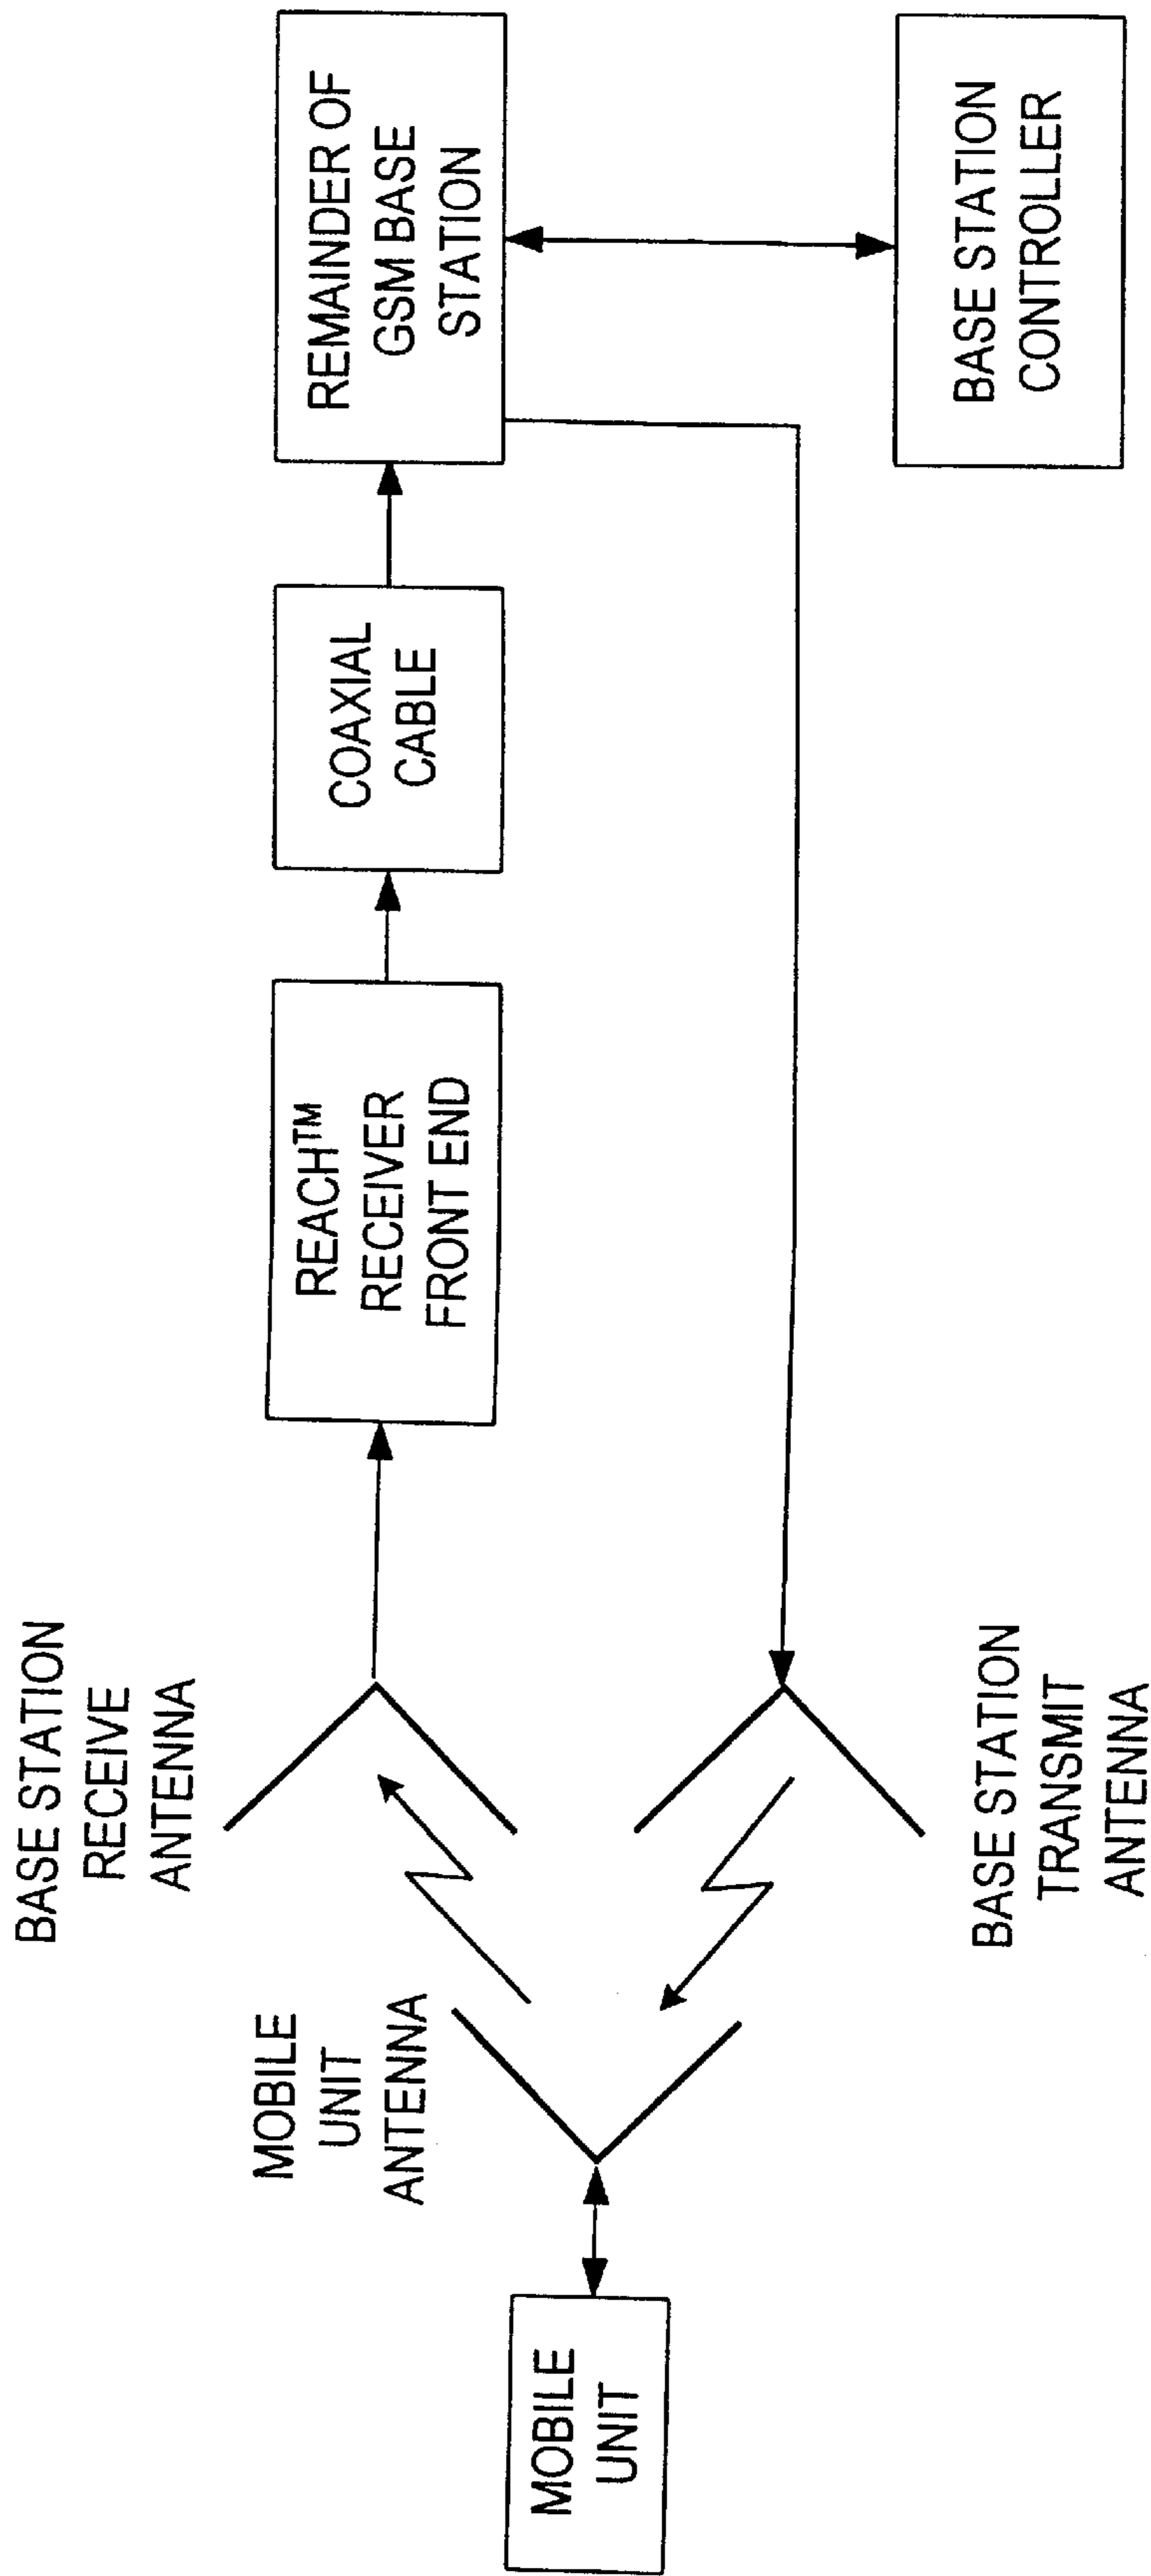 MOBILE
UNIT
MOBILE
UNIT
ANTENNA
BASE STATION
RECEIVE
ANTENNA
BASE STATION
TRANSMIT
ANTENNA
REACH™
RECEIVER
FRONT END
COAXIAL
CABLE
REMAINDER OF
GSM BASE
STATION
BASE STATION
CONTROLLER